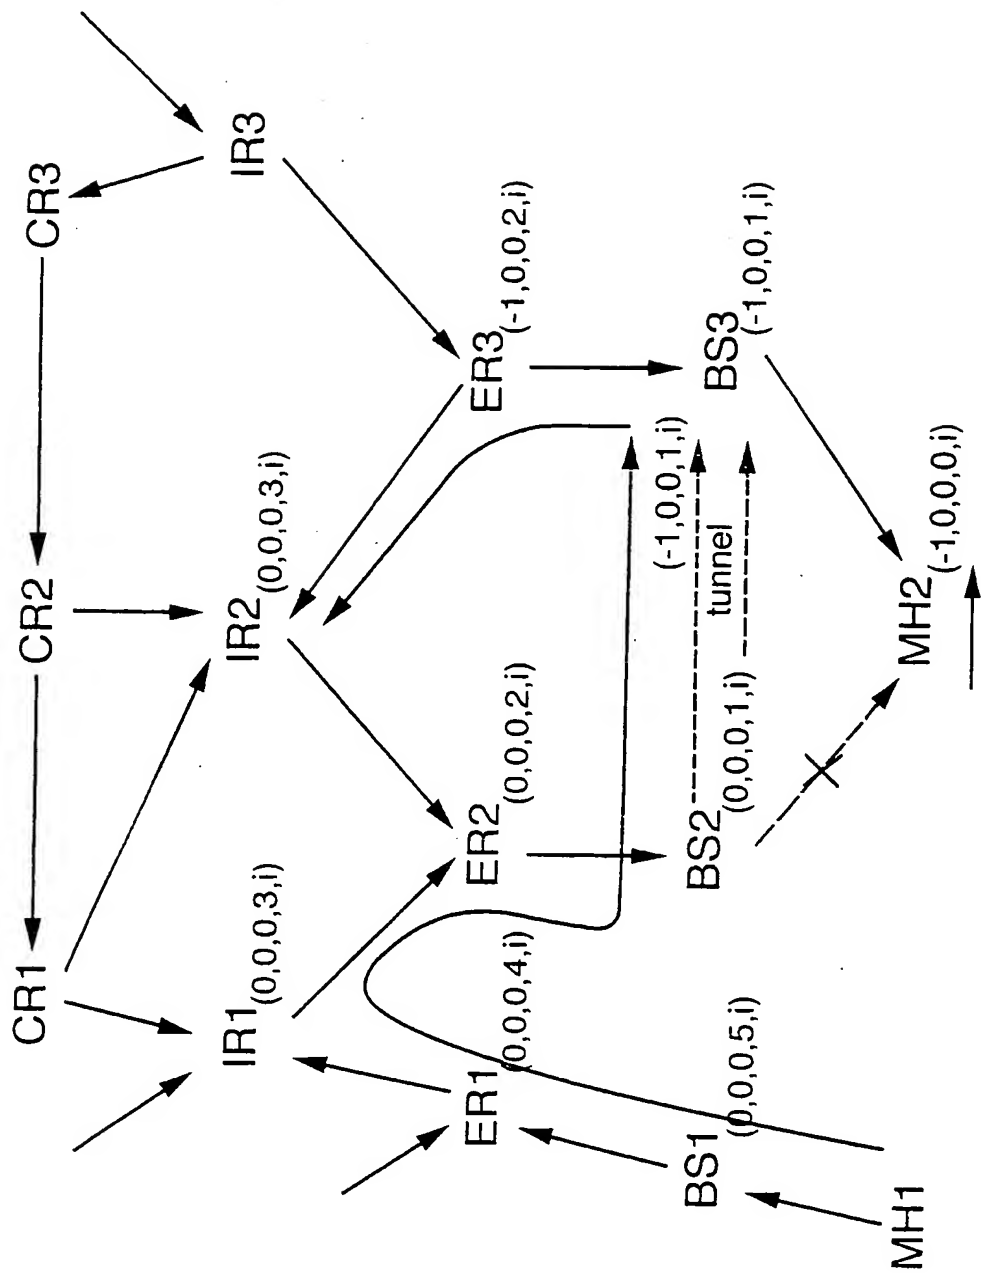 CR1
CR2
CR3
IR1(0,0,0,3,i)
IR2(0,0,0,3,i)
IR3
ER1(0,0,0,4,i)
ER2(0,0,0,2,i)
ER3(-1,0,0,2,i)
(-1,0,0,1,i)
tunnel
BS1(0,0,0,5,i)
BS2(0,0,0,1,i)
BS3(-1,0,0,1,i)
MH1
MH2(-1,0,0,0,i)